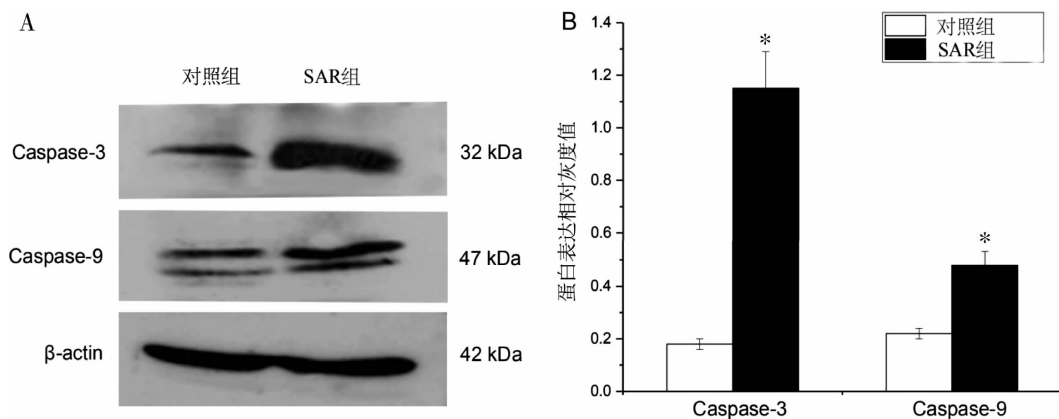 A
对照组 SAR组
Caspase-3 32 kDa
Caspase-9 47 kDa
β-actin 42 kDa
B
对照组
SAR组
蛋白表达相对灰度值
1.4
1.2
1.0
0.8
0.6
0.4
0.2
0.0
*
*
Caspase-3 Caspase-9